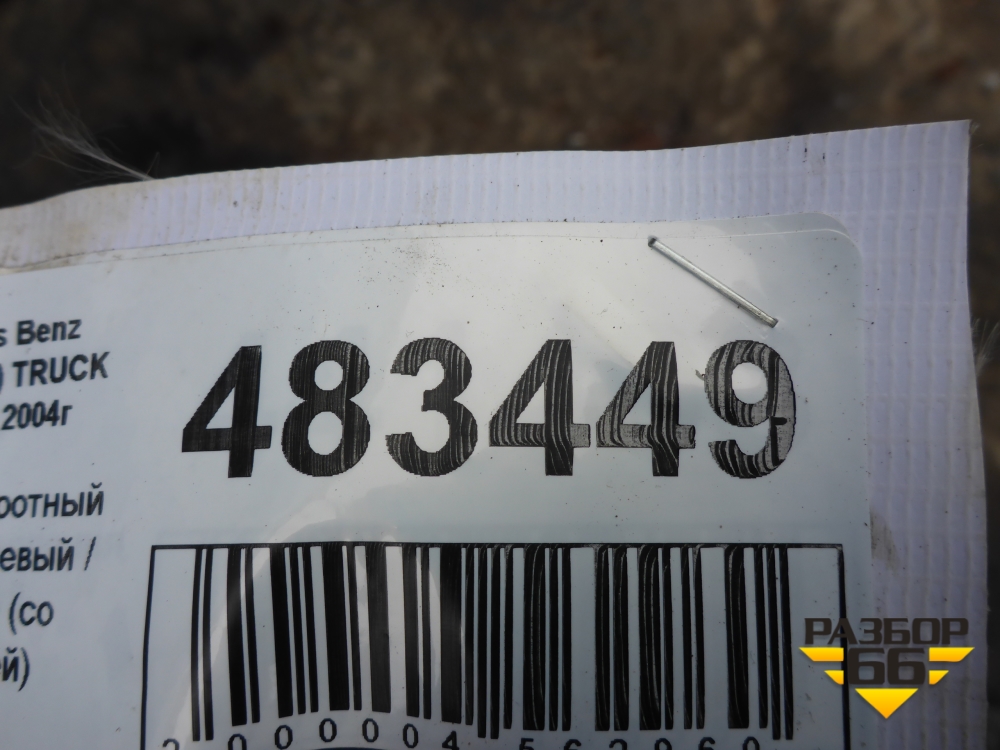 s Benz
) TRUCK
2004г
483449
ротный
евый /
(со
й)
РАЗБОР
66